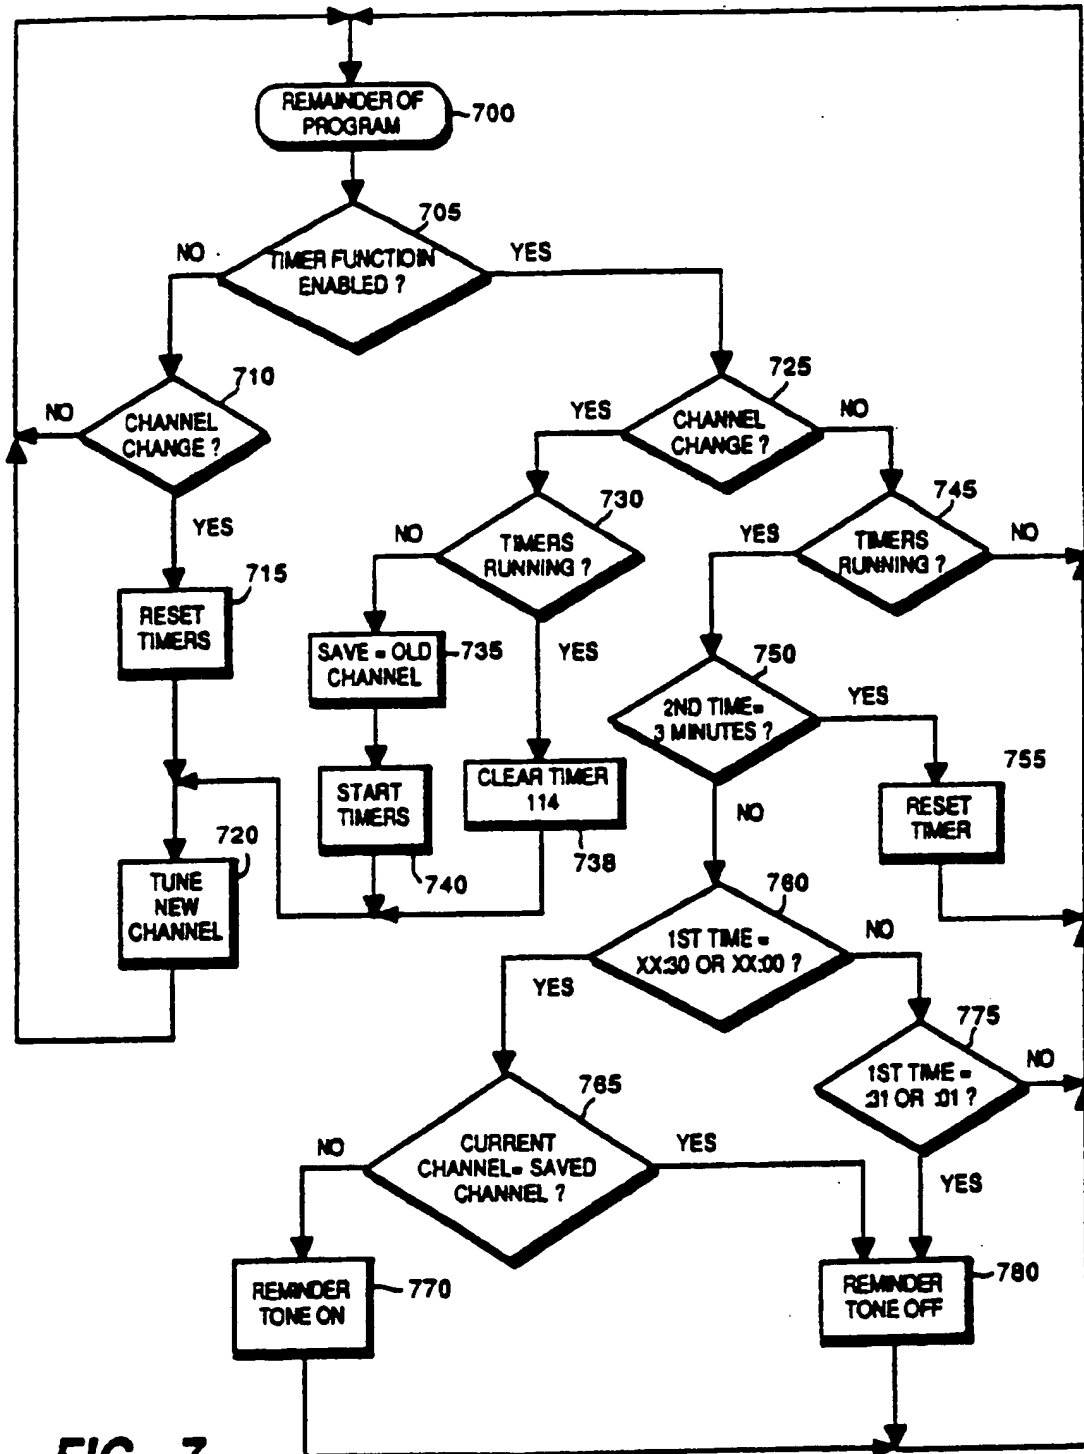 REMAINDER OF
PROGRAM
700
705
NO
TIMER FUNCTIOIN
ENABLED ?
YES
710
NO
CHANNEL
CHANGE ?
YES
725
YES
CHANNEL
CHANGE ?
NO
730
NO
TIMERS
RUNNING ?
YES
745
YES
TIMERS
RUNNING ?
NO
715
RESET
TIMERS
SAVE = OLD
CHANNEL
735
750
2ND TIME=
3 MINUTES ?
YES
NO
START
TIMERS
740
CLEAR TIMER
114
738
755
RESET
TIMER
720
TUNE
NEW
CHANNEL
760
1ST TIME =
XX:30 OR XX:00 ?
YES
NO
775
1ST TIME =
:31 OR :01 ?
NO
YES
765
NO
CURRENT
CHANNEL= SAVED
CHANNEL ?
YES
REMINDER
TONE ON
770
REMINDER
TONE OFF
780
FIG. 7